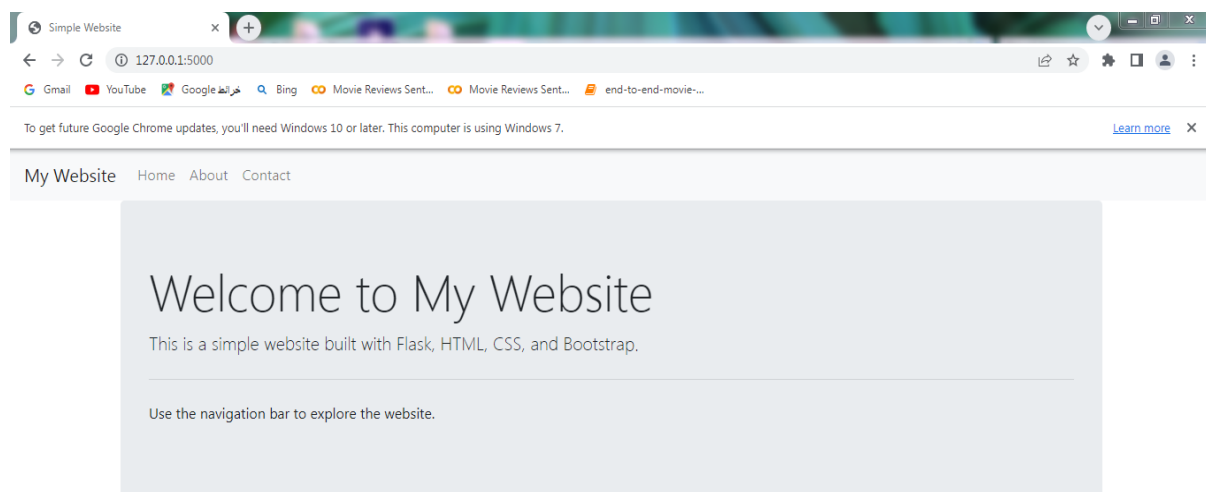 Simple Website
127.0.0.1:5000
Gmail YouTube خرائط Google Bing Movie Reviews Sent... Movie Reviews Sent... end-to-end-movie-...
To get future Google Chrome updates, you'll need Windows 10 or later. This computer is using Windows 7. Learn more
My Website Home About Contact
Welcome to My Website
This is a simple website built with Flask, HTML, CSS, and Bootstrap.
Use the navigation bar to explore the website.